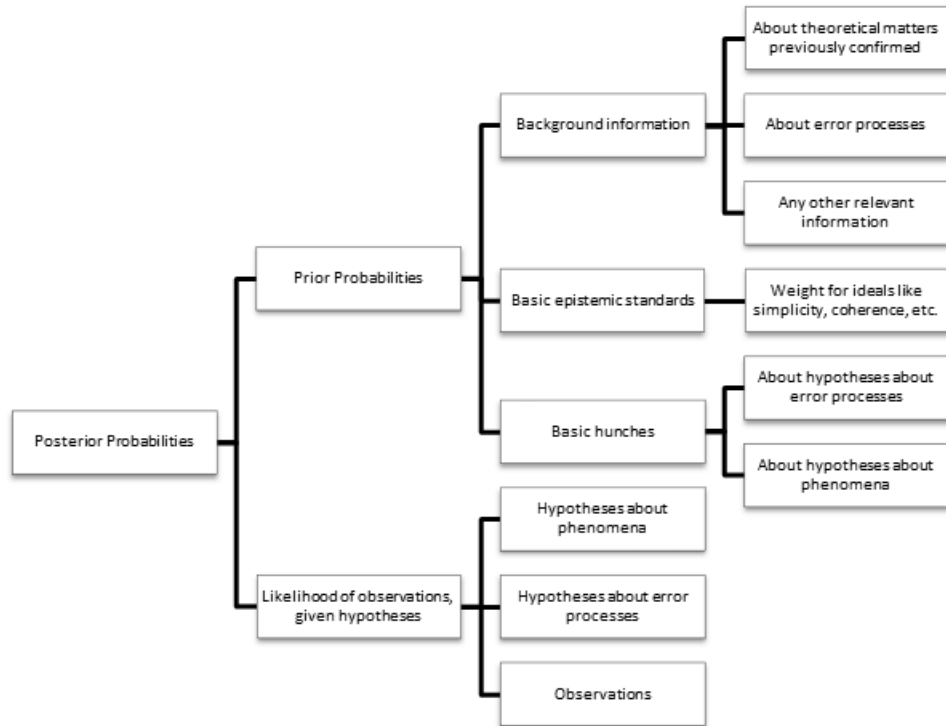 About theoretical matters
previously confirmed
Background information
About error processes
Any other relevant
information
Prior Probabilities
Basic epistemic standards
Weight for ideals like
simplicity, coherence, etc.
About hypotheses about
error processes
Posterior Probabilities
Basic hunches
About hypotheses about
phenomena
Hypotheses about
phenomena
Likelihood of observations,
given hypotheses
Hypotheses about error
processes
Observations